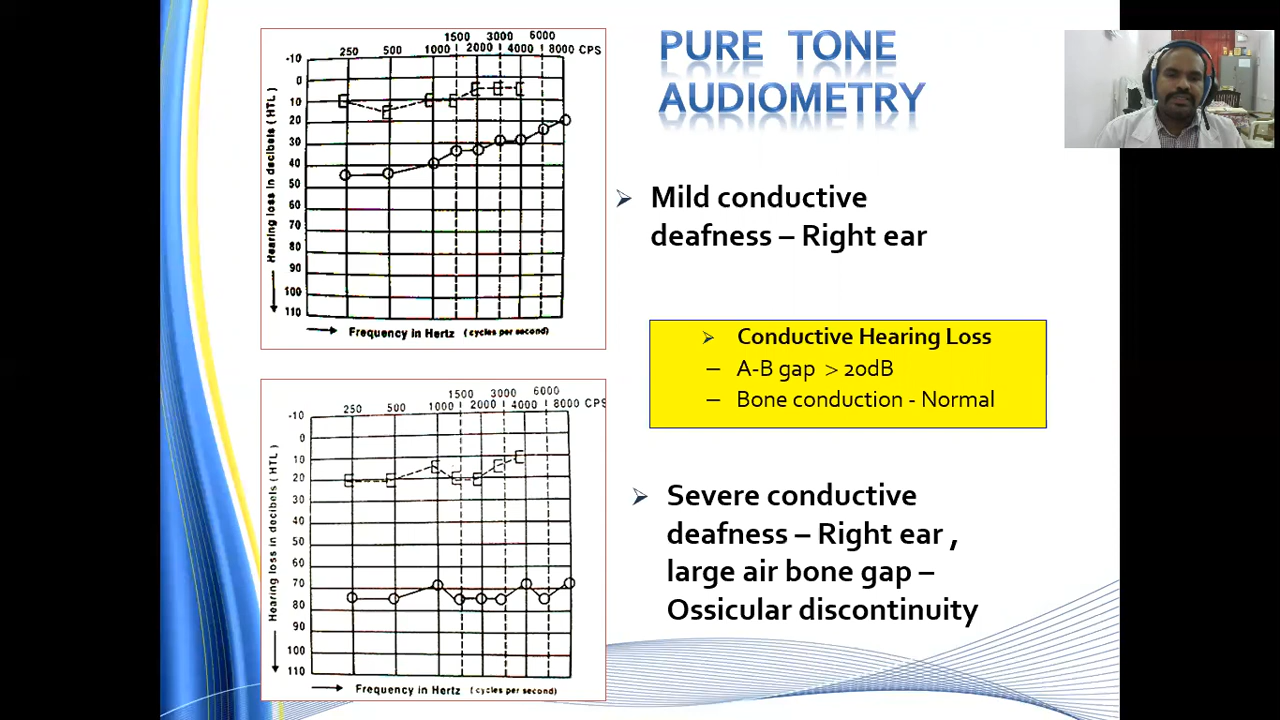 PURE TONE
AUDIOMETRY
1500 3000 6000
250 500 1000 2000 4000 8000 CPS
-10
0
10
20
30
40
50
60
70
80
90
100
110
Hearing loss in decibels (HTL)
Frequency in Hertz (cycles per second)
➢ Mild conductive
deafness – Right ear
➢ Conductive Hearing Loss
– A-B gap > 20dB
– Bone conduction - Normal
1500 3000 6000
250 500 1000 2000 4000 8000 CPS
-10
0
10
20
30
40
50
60
70
80
90
100
110
Hearing loss in decibels (HTL)
Frequency in Hertz (cycles per second)
➢ Severe conductive
deafness – Right ear ,
large air bone gap –
Ossicular discontinuity